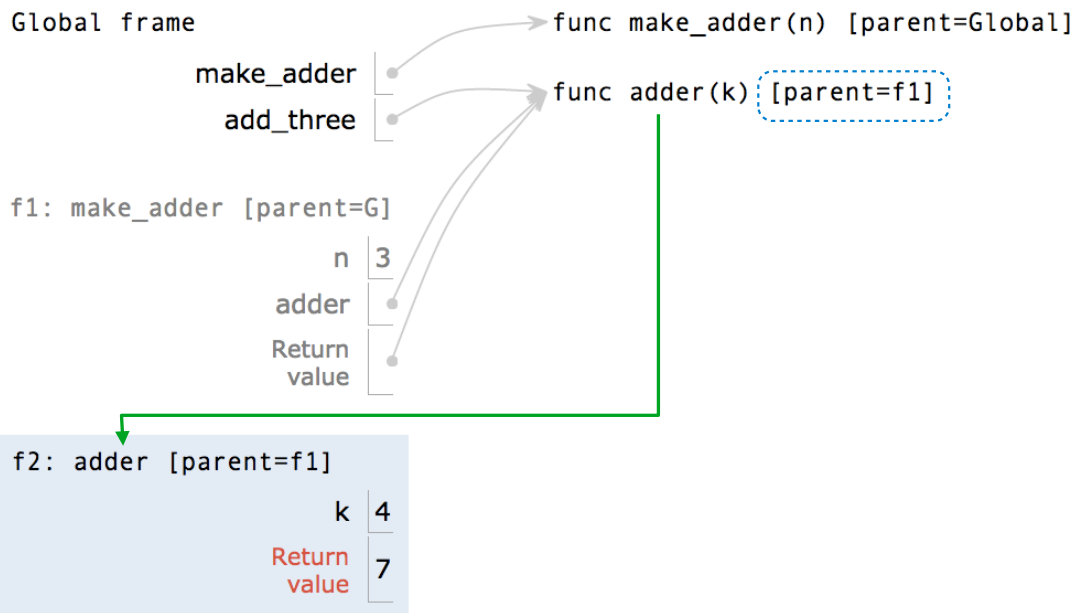 Global frame
func make_adder(n) [parent=Global]
make_adder
func adder(k) [parent=f1]
add_three
f1: make_adder [parent=G]
n 3
adder
Return
value
f2: adder [parent=f1]
k 4
Return
value 7